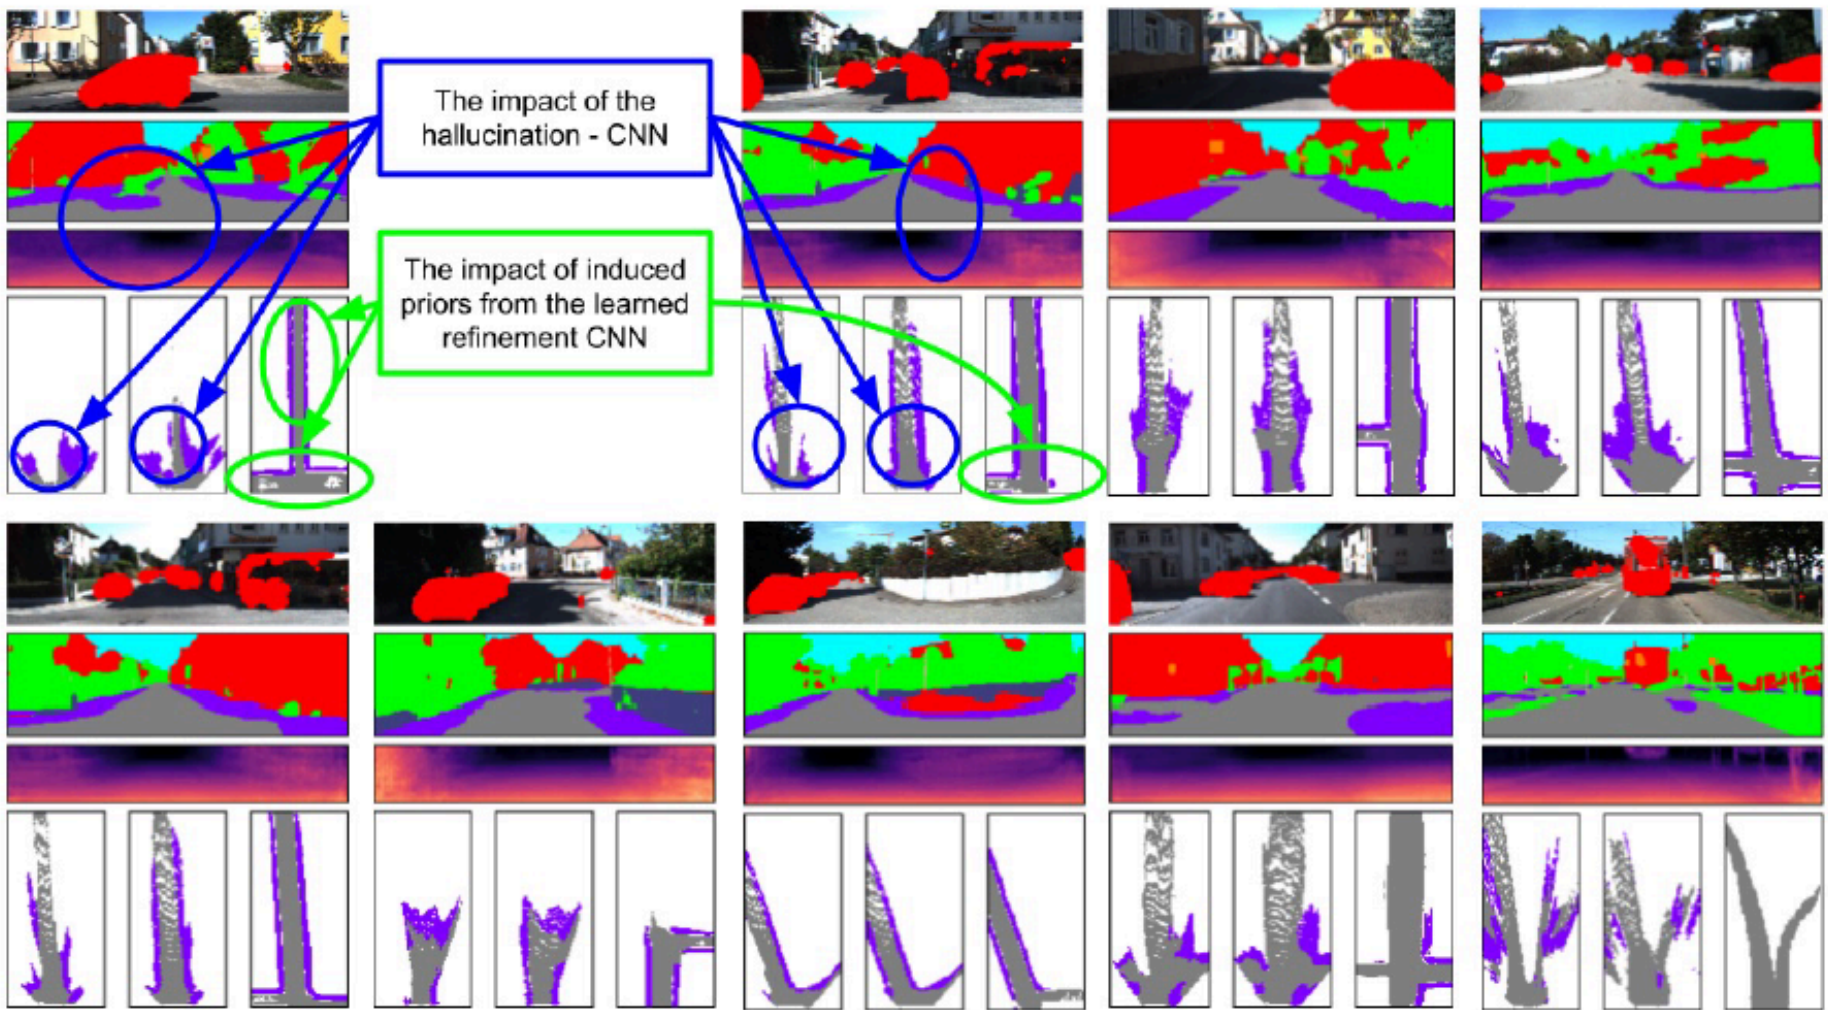 The impact of the
hallucination - CNN
The impact of induced
priors from the learned
refinement CNN